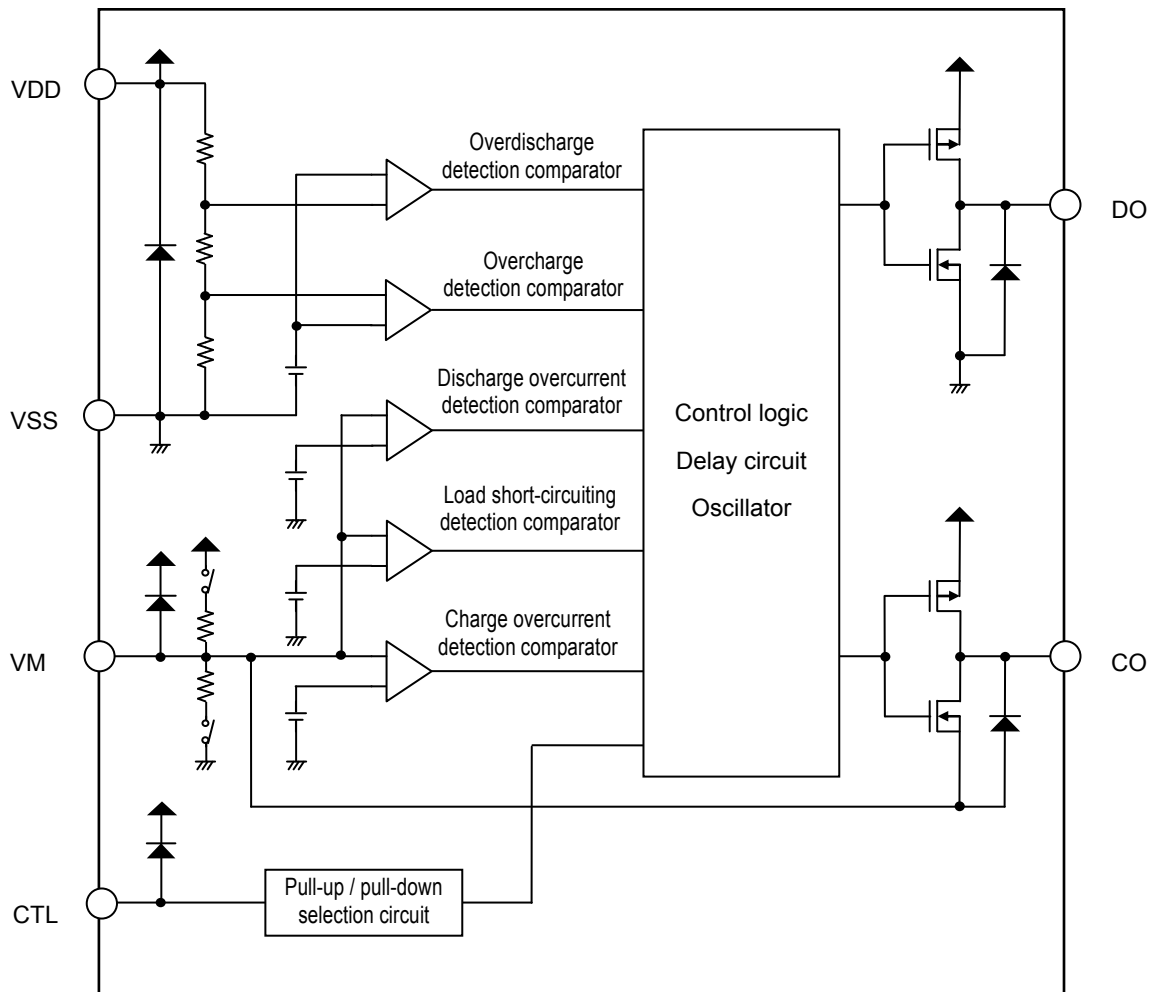 VDD
Overdischarge
detection comparator
DO
Overcharge
detection comparator
Discharge overcurrent
detection comparator
VSS
Control logic
Delay circuit
Oscillator
Load short-circuiting
detection comparator
Charge overcurrent
detection comparator
VM
CO
Pull-up / pull-down
selection circuit
CTL